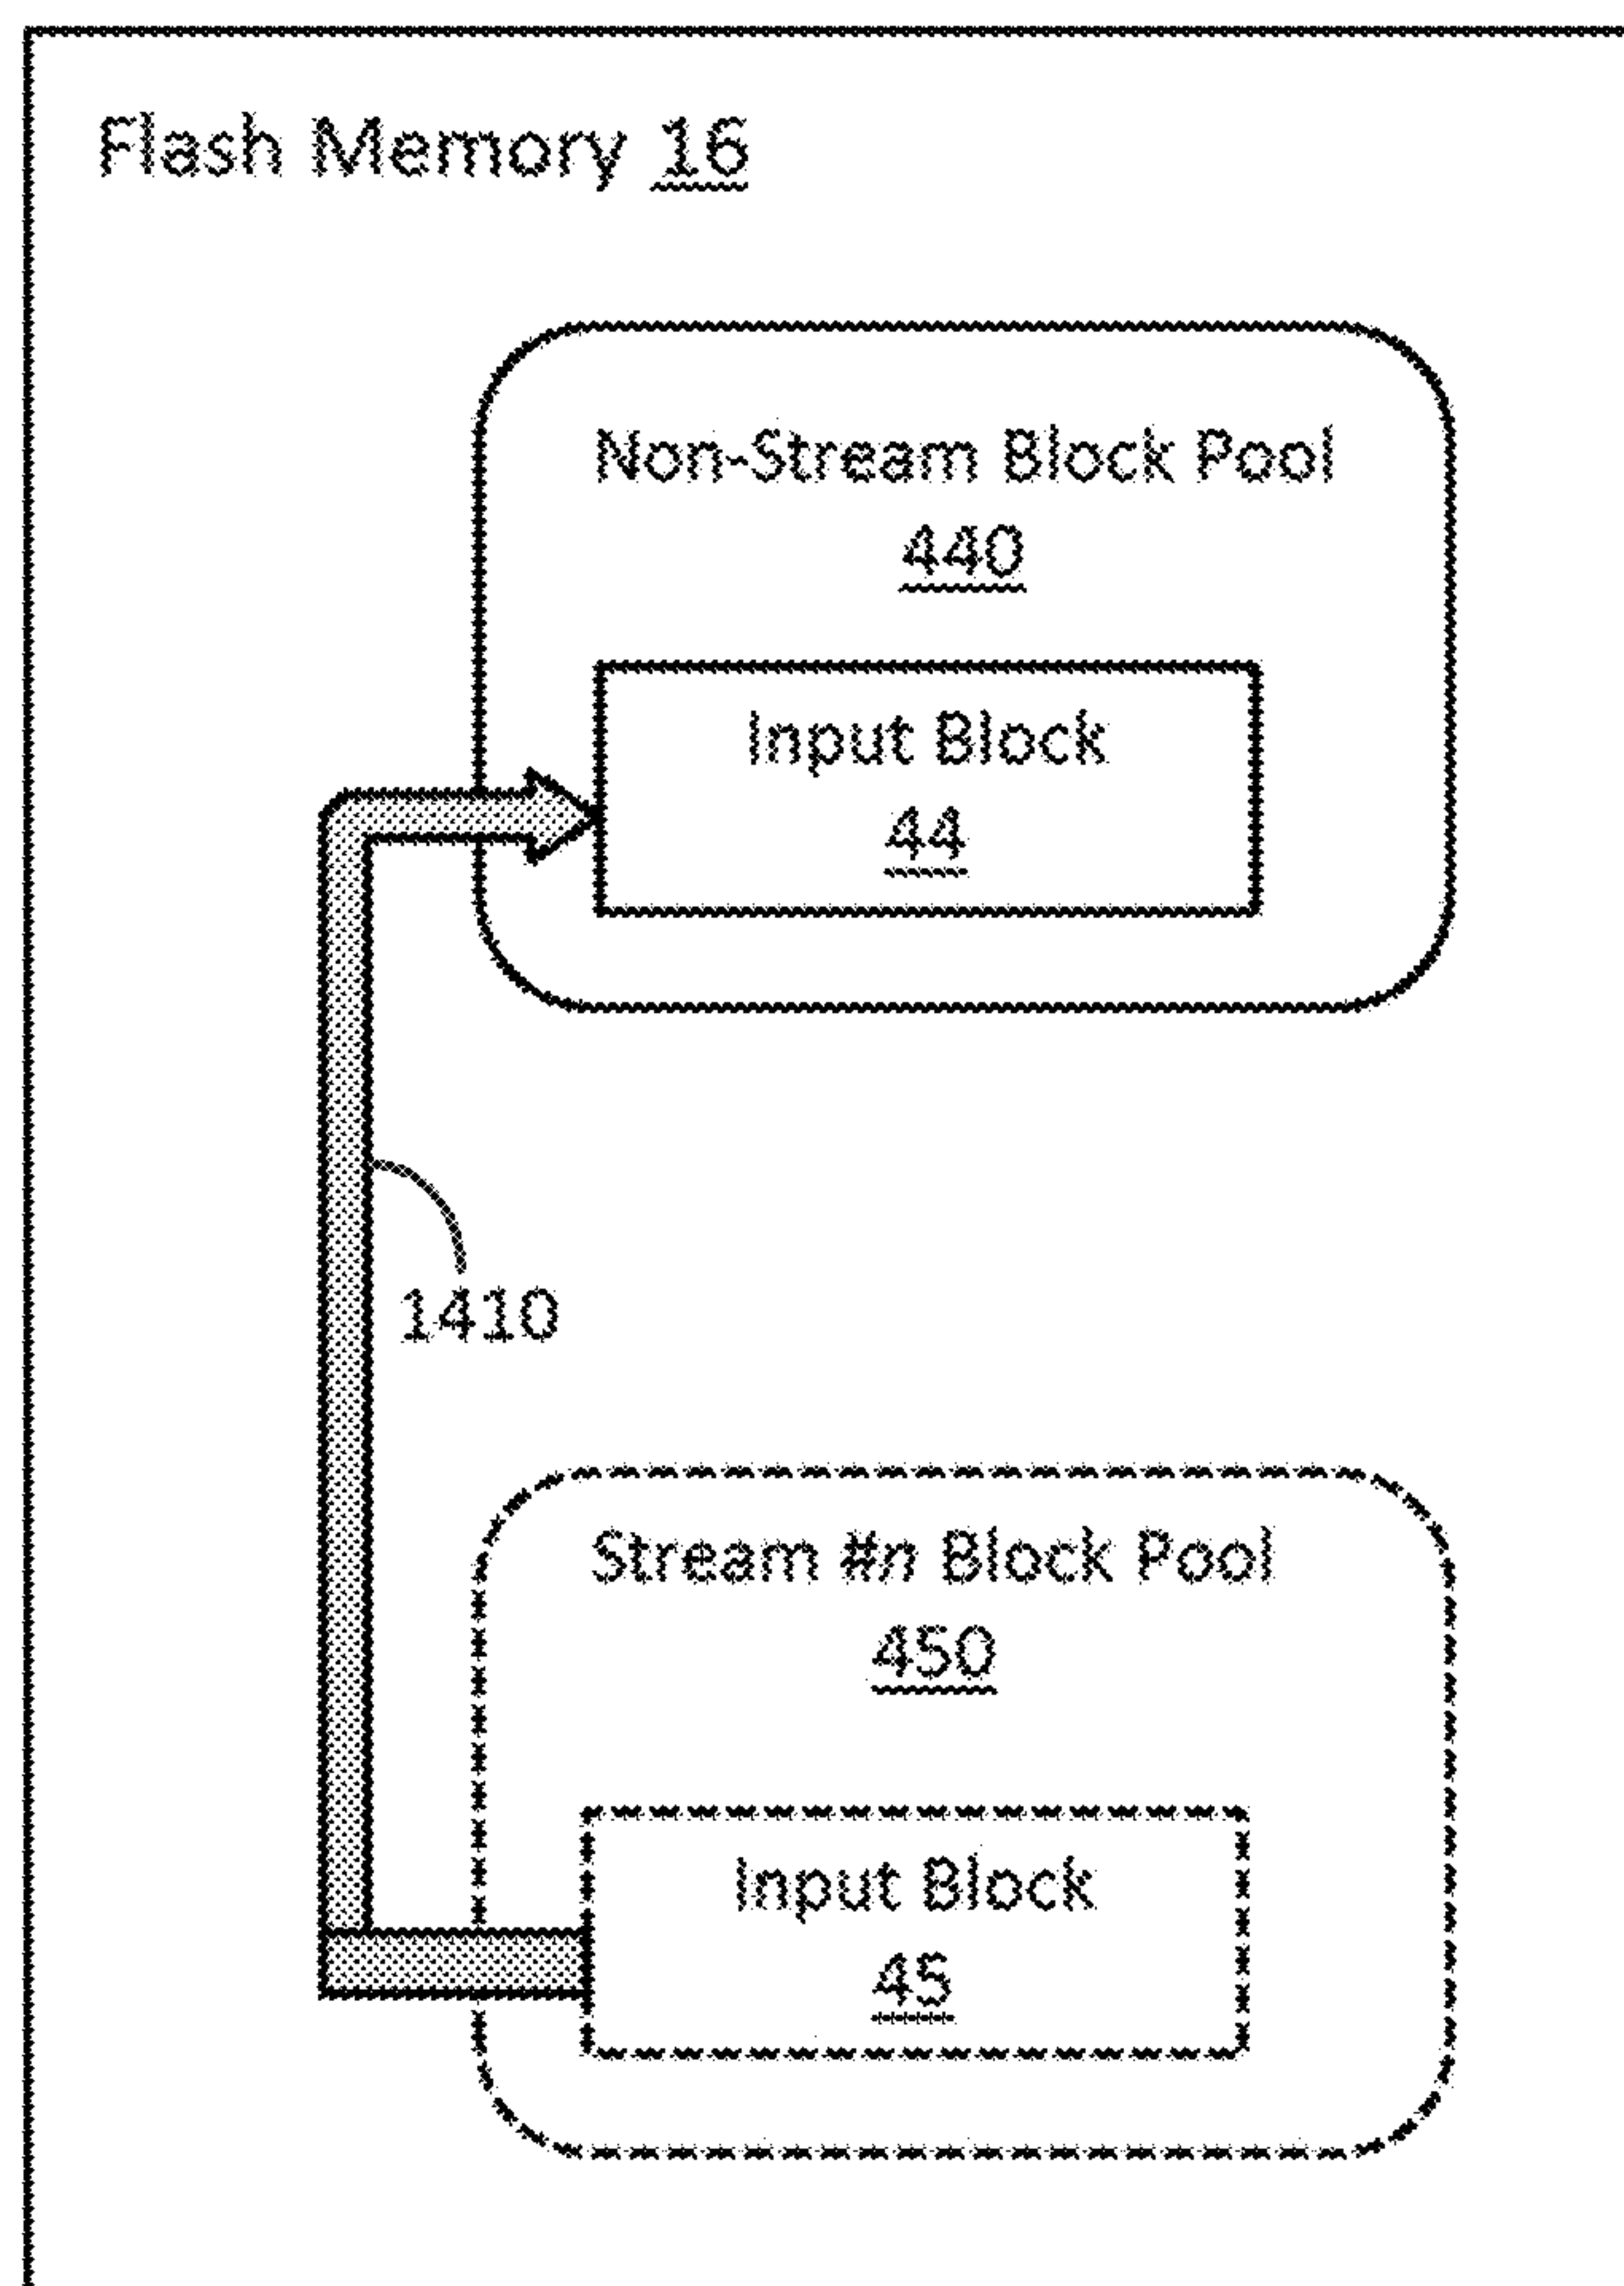 Flash Memory 16
Non-Stream Block Pool
440
Input Block
44
1410
Stream #n Block Pool
450
Input Block
45